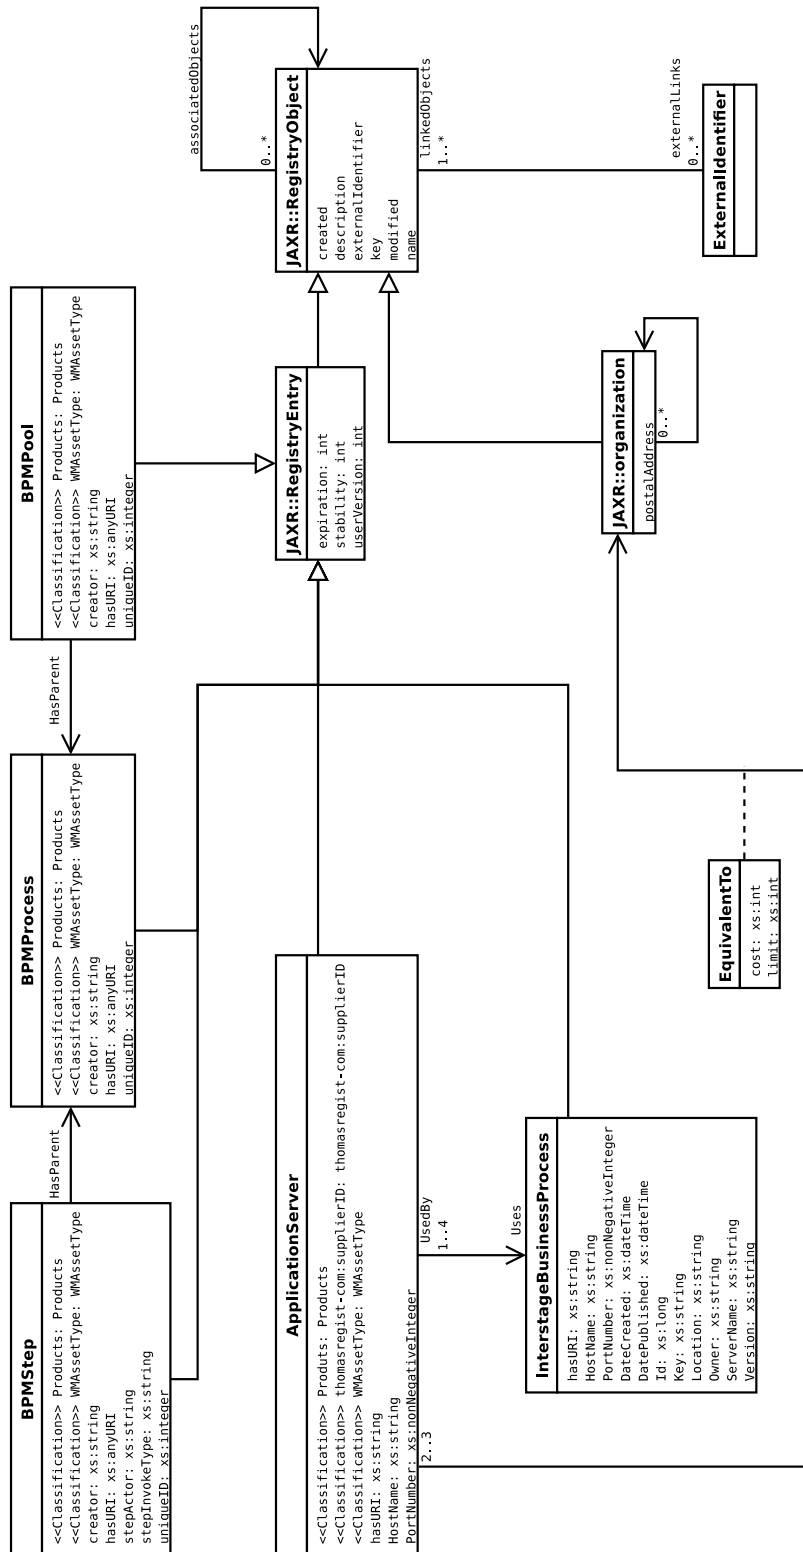 BPMStep
<<Classification>> Products: Products
<<Classification>> WMAssetType: WMAssetType
creator: xs:string
hasURI: xs:anyURI
stepActor: xs:string
stepInvokeType: xs:string
uniqueID: xs:integer
HasParent
BPMProcess
<<Classification>> Products: Products
<<Classification>> WMAssetType: WMAssetType
creator: xs:string
hasURI: xs:anyURI
uniqueID: xs:integer
HasParent
BPMPool
<<Classification>> Products: Products
<<Classification>> WMAssetType: WMAssetType
creator: xs:string
hasURI: xs:anyURI
uniqueID: xs:integer
associatedObjects
0..*
ApplicationServer
<<Classification>> Produts: Products
<<Classification>> thomasregist-com:supplierID: thomasregist-com:supplierID
<<Classification>> WMAssetType: WMAssetType
hasURI: xs:string
HostName: xs:string
PortNumber: xs:nonNegativeInteger
2..3
UsedBy
1..4
Uses
JAXR::RegistryEntry
expiration: int
stability: int
userVersion: int
JAXR::RegistryObject
created
description
externalIdentifier
key
modified
name
linkedObjects
1..*
externalLinks
0..*
InterstageBusinessProcess
hasURI: xs:string
HostName: xs:string
PortNumber: xs:nonNegativeInteger
DateCreated: xs:dateTime
DatePublished: xs:dateTime
Id: xs:long
Key: xs:string
Location: xs:string
Owner: xs:string
ServerName: xs:string
Version: xs:string
JAXR::organization
postalAddress
0..*
EquivalentTo
cost: xs:int
limit: xs:int
ExternalIdentifier